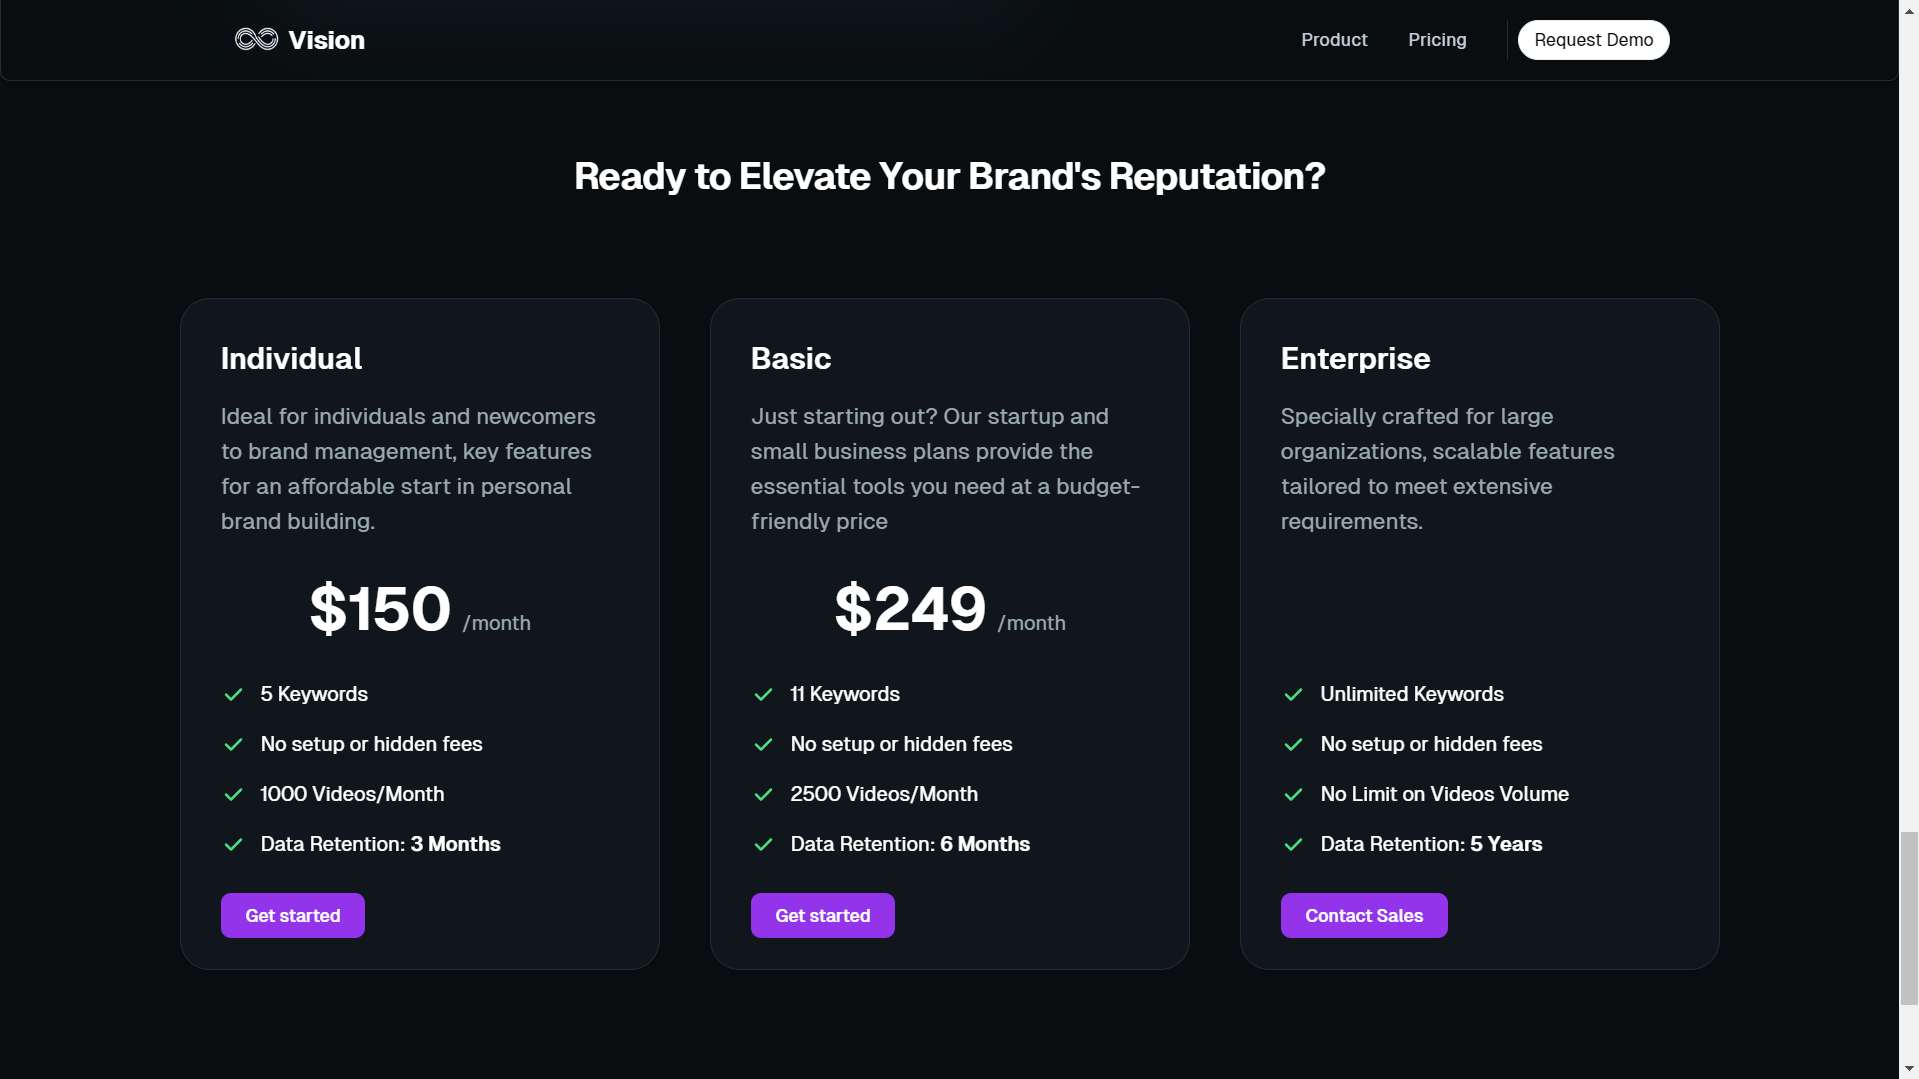 Vision
Product
Pricing
Request Demo
Ready to Elevate Your Brand's Reputation?
Individual
Ideal for individuals and newcomers
to brand management, key features
for an affordable start in personal
brand building.
$150 /month
5 Keywords
No setup or hidden fees
1000 Videos/Month
Data Retention: 3 Months
Get started
Basic
Just starting out? Our startup and
small business plans provide the
essential tools you need at a budget-
friendly price
$249 /month
11 Keywords
No setup or hidden fees
2500 Videos/Month
Data Retention: 6 Months
Get started
Enterprise
Specially crafted for large
organizations, scalable features
tailored to meet extensive
requirements.
Unlimited Keywords
No setup or hidden fees
No Limit on Videos Volume
Data Retention: 5 Years
Contact Sales